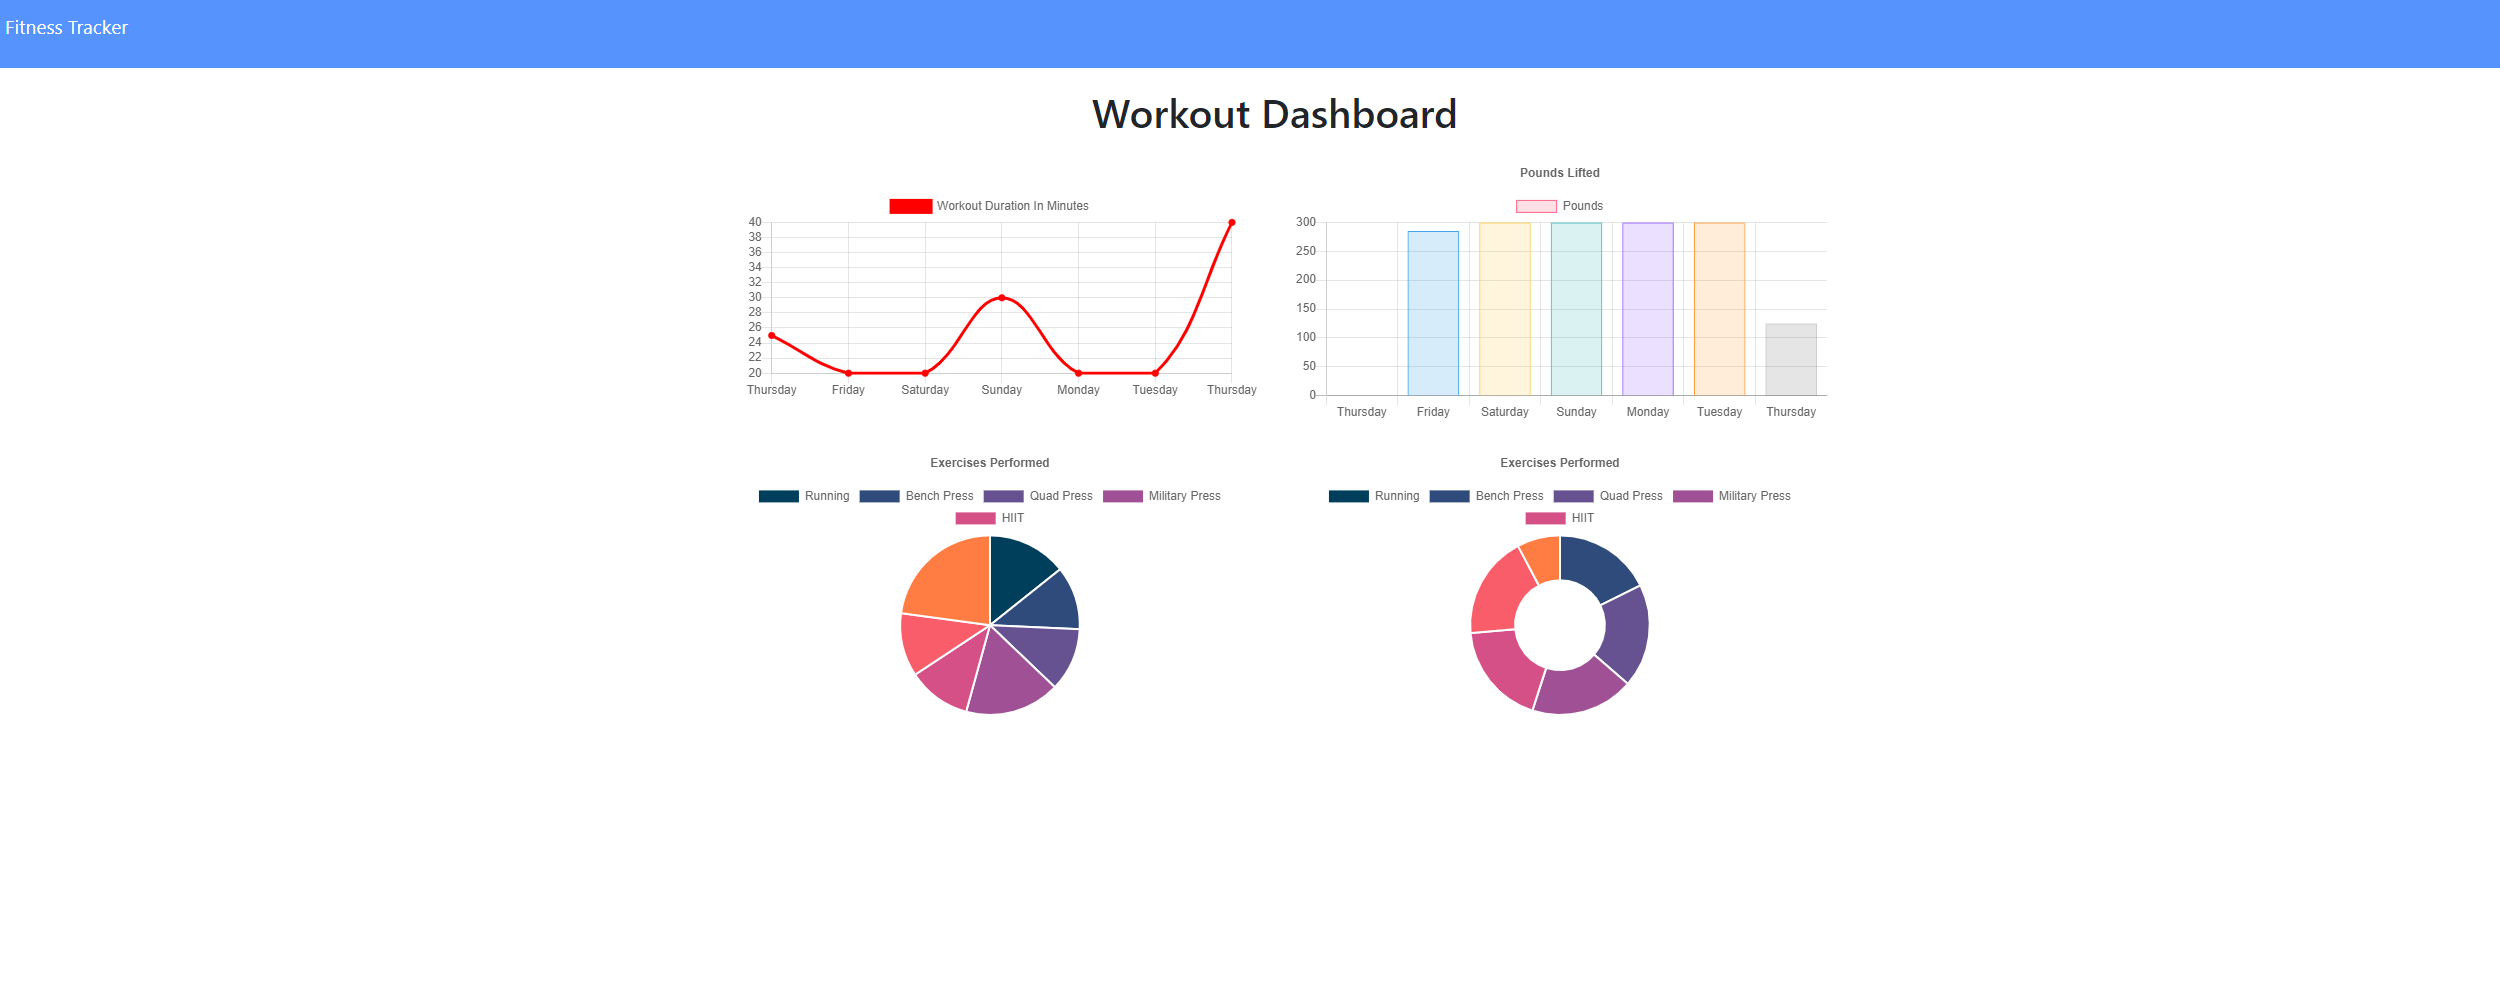 Fitness Tracker
Workout Dashboard
Workout Duration In Minutes
40
38
36
34
32
30
28
26
24
22
20
Thursday Friday Saturday Sunday Monday Tuesday Thursday
Pounds Lifted
Pounds
300
250
200
150
100
50
0
Thursday Friday Saturday Sunday Monday Tuesday Thursday
Exercises Performed
Running Bench Press Quad Press Military Press
HIIT
Exercises Performed
Running Bench Press Quad Press Military Press
HIIT